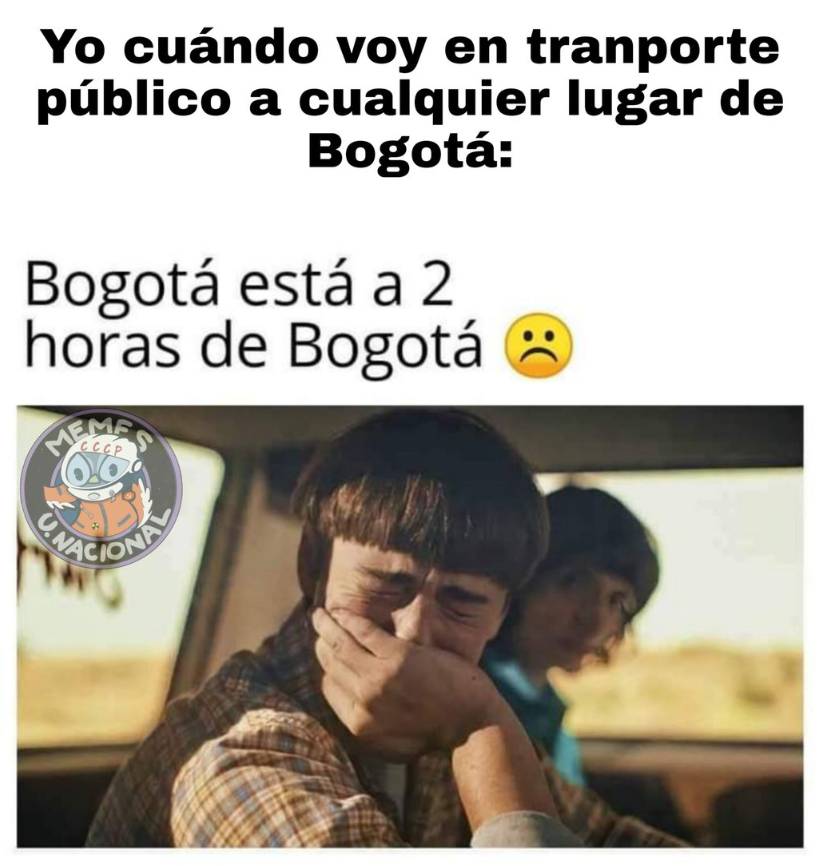 Yo cuándo voy en tranporte
público a cualquier lugar de
Bogotá:
Bogotá está a 2
horas de Bogotá ☹️
MEMES
CCCP
U.NACIONAL